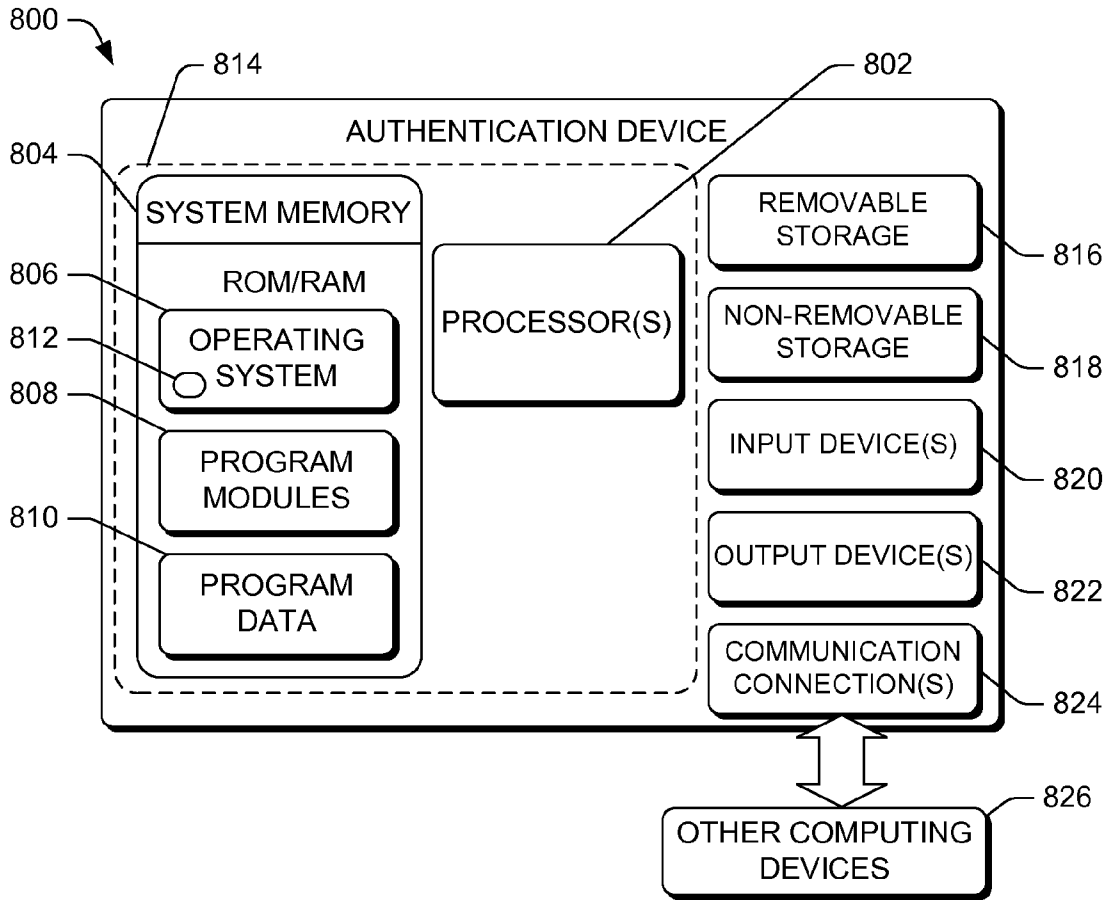 800
814
802
AUTHENTICATION DEVICE
804
SYSTEM MEMORY
ROM/RAM
806
OPERATING
SYSTEM
812
808
PROGRAM
MODULES
810
PROGRAM
DATA
PROCESSOR(S)
REMOVABLE
STORAGE
816
NON-REMOVABLE
STORAGE
818
INPUT DEVICE(S)
820
OUTPUT DEVICE(S)
822
COMMUNICATION
CONNECTION(S)
824
OTHER COMPUTING
DEVICES
826